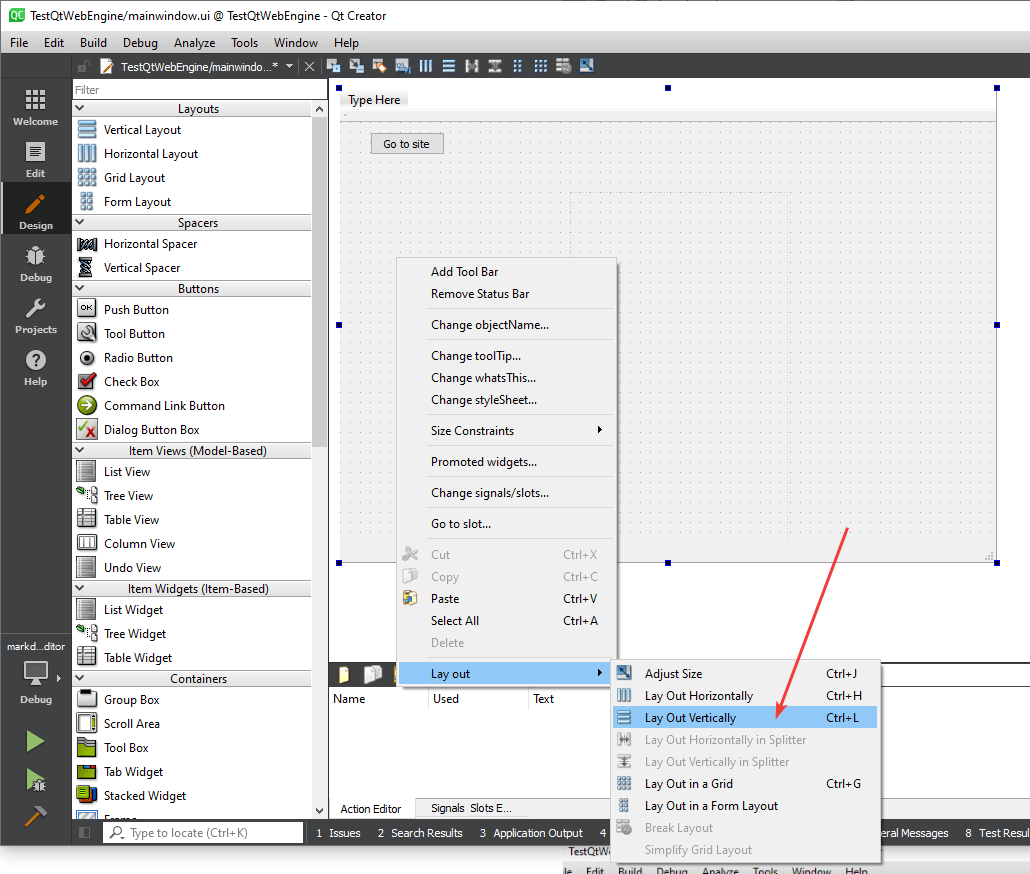 TestQtWebEngine/mainwindow.ui @ TestQtWebEngine - Qt Creator
File Edit Build Debug Analyze Tools Window Help
TestQtWebEngine/mainwindo...*
Filter
Layouts
Vertical Layout
Horizontal Layout
Grid Layout
Form Layout
Spacers
Horizontal Spacer
Vertical Spacer
Buttons
Push Button
Tool Button
Radio Button
Check Box
Command Link Button
Dialog Button Box
Item Views (Model-Based)
List View
Tree View
Table View
Column View
Undo View
Item Widgets (Item-Based)
List Widget
Tree Widget
Table Widget
Containers
Group Box
Scroll Area
Tool Box
Tab Widget
Stacked Widget
Welcome
Edit
Design
Debug
Projects
Help
markd...ditor
Debug
Type Here
Go to site
Add Tool Bar
Remove Status Bar
Change objectName...
Change toolTip...
Change whatsThis...
Change styleSheet...
Size Constraints
Promoted widgets...
Change signals/slots...
Go to slot...
Cut Ctrl+X
Copy Ctrl+C
Paste Ctrl+V
Select All Ctrl+A
Delete
Lay out
Adjust Size Ctrl+J
Lay Out Horizontally Ctrl+H
Lay Out Vertically Ctrl+L
Lay Out Horizontally in Splitter
Lay Out Vertically in Splitter
Lay Out in a Grid Ctrl+G
Lay Out in a Form Layout
Break Layout
Simplify Grid Layout
Name Used Text
Action Editor Signals Slots E...
Type to locate (Ctrl+K) 1 Issues 2 Search Results 3 Application Output 4 eral Messages 8 Test Resul
TestQtW
le Edit Build Debug Analyze Tools Window Help